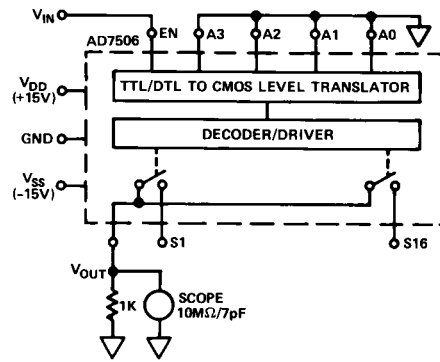 VIN
AD7506
EN
A3
A2
A1
A0
VDD
(+15V)
TTL/DTL TO CMOS LEVEL TRANSLATOR
GND
DECODER/DRIVER
VSS
(-15V)
S1
S16
VOUT
1K
SCOPE
10MΩ/7pF